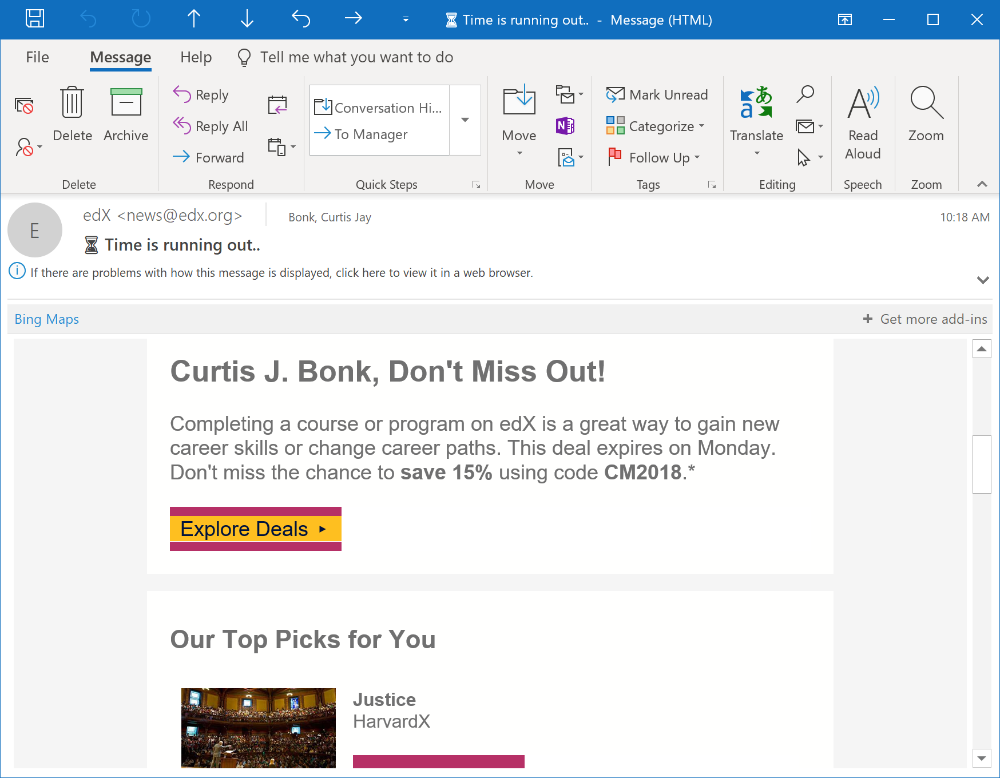 Time is running out.. - Message (HTML)
File Message Help Tell me what you want to do
Delete
Archive
Delete
Reply
Reply All
Forward
Respond
Conversation Hi...
To Manager
Quick Steps
Move
N
Move
Mark Unread
Categorize
Follow Up
Tags
a あ
Translate
Editing
A
Read
Aloud
Speech
Zoom
Zoom
E
edX <news@edx.org>
Bonk, Curtis Jay
10:18 AM
Time is running out..
i If there are problems with how this message is displayed, click here to view it in a web browser.
Bing Maps
+ Get more add-ins
Curtis J. Bonk, Don't Miss Out!
Completing a course or program on edX is a great way to gain new
career skills or change career paths. This deal expires on Monday.
Don't miss the chance to save 15% using code CM2018.*
Explore Deals ▸
Our Top Picks for You
Justice
HarvardX